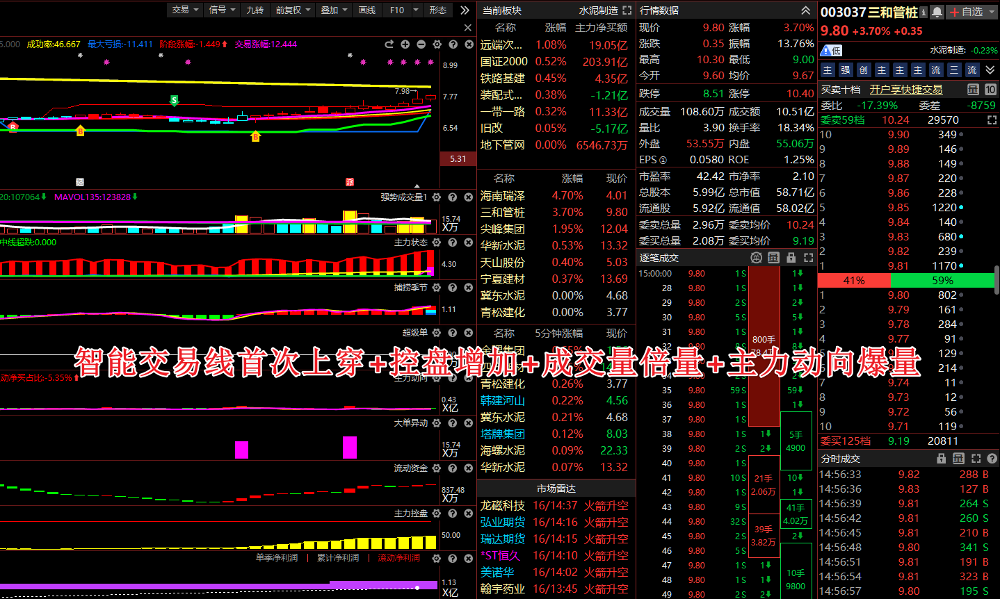 交易 信号 九转 前复权 叠加 画线 F10 形态
5.000 成功率:46.667 最大亏损:-11.411 阶段涨幅:-1.449 交易涨幅:12.444
8.99
7.98
7.77
6.54
5.31
S
B
B
R
派
20:107064 MAVOL135:123828 强势成交量1
15.74
X万
中线超跌:0.000 主力状态
4.30
捕捞季节
1.11
超级单
动净买占比:-5.35% 主力动向
0.43
X亿
大单异动
15.74
X万
流动资金
837.48
X万
主力控盘
50.00
单季净利润 | 累计净利润 | 滚动净利润
1.13
X亿
智能交易线首次上穿+控盘增加+成交量倍量+主力动向爆量
当前板块 水泥制造
名称 涨幅 主力净买额
远端次... 1.08% 19.05亿
国证2000 0.52% 203.91亿
铁路基建 0.45% 4.35亿
装配式... 0.38% -1.21亿
一带一路 0.32% 11.33亿
旧改 0.05% -5.17亿
地下管网 0.00% 6546.73万
名称 涨幅 现价
海南瑞泽 4.70% 4.01
三和管桩 3.70% 9.80
尖峰集团 1.95% 12.04
华新水泥 0.53% 13.32
天山股份 0.40% 5.03
宁夏建材 0.37% 13.69
冀东水泥 0.00% 4.68
青松建化 0.00% 3.77
名称 5分钟涨幅 现价
青松建化 0.26% 3.77
韩建河山 0.22% 4.56
冀东水泥 0.21% 4.68
塔牌集团 0.12% 8.03
海螺水泥 0.09% 22.33
华新水泥 0.07% 13.32
市场雷达
龙磁科技 16/14:37 火箭升空
弘业期货 16/14:16 火箭升空
瑞达期货 16/14:15 火箭升空
*ST恒久 16/14:10 火箭升空
美诺华 16/14:02 火箭升空
翰宇药业 16/13:45 火箭升空
行情数据
现价 9.80 涨幅 3.70%
涨跌 0.35 振幅 13.76%
最高 10.30 最低 9.00
今开 9.60 均价 9.67
跌停 8.51 涨停 10.40
成交量 108.60万 成交额 10.51亿
量比 3.90 换手率 18.34%
外盘 53.55万 内盘 55.06万
EPS① 0.0580 ROE 1.25%
市盈率 42.42 市净率 2.10
总股本 5.99亿 总市值 58.71亿
流通股 5.92亿 流通值 58.02亿
委卖总量 2.96万 委卖均价 10.24
委买总量 2.08万 委买均价 9.19
逐笔成交 单 量
15:00:00 9.80 1 S 1
28 9.80 1 S 1
29 9.80 2 S 2
30 9.80 5 S 5
31 9.80 1 S 1
32 9.80 8 S 8
35 9.80 59 S 59
36 9.80 1 S 1
37 9.80 1 S
38 9.80 1 S 1
39 9.80 2 S 2
40 9.80 1 S
41 9.80 10 S 10
42 9.80 1 S 1
43 9.80 9 S
44 9.80 32 S
45 9.80 2 S 2
46 9.80 5 S
47 9.80 1 S 1
48 9.80 1 S 1
49 9.80 2 S 2
800手
5手
4900
21手
2.06万
41手
4.02万
39手
3.82万
10手
9800
003037 三和管桩 自选
9.80 +3.70% +0.35
低 水泥制造: -0.23%
主 强 创 主 主 主 流 三 流
买卖十档 开户享快捷交易 量 10
委比 -17.39% 委差 -8759
委卖59档 10.24 29570
10 9.90 349
9 9.89 146
8 9.88 149
7 9.87 220
6 9.86 228
5 9.85 1220
4 9.84 140
3 9.83 680
2 9.82 239
1 9.81 1170
41% 59%
1 9.80 802
2 9.79 161
3 9.78 284
4 9.77 91
129
214
7 9.74 11
8 9.73 12
9 9.72 56
10 9.71 119
委买125档 9.19 20811
分时成交 量
14:56:33 9.82 288 B
14:56:36 9.83 127 B
14:56:39 9.81 264 S
14:56:42 9.81 260 S
14:56:45 9.81 210 B
14:56:48 9.80 341 S
14:56:51 9.81 191 B
14:56:54 9.81 323 B
14:56:57 9.80 195 S